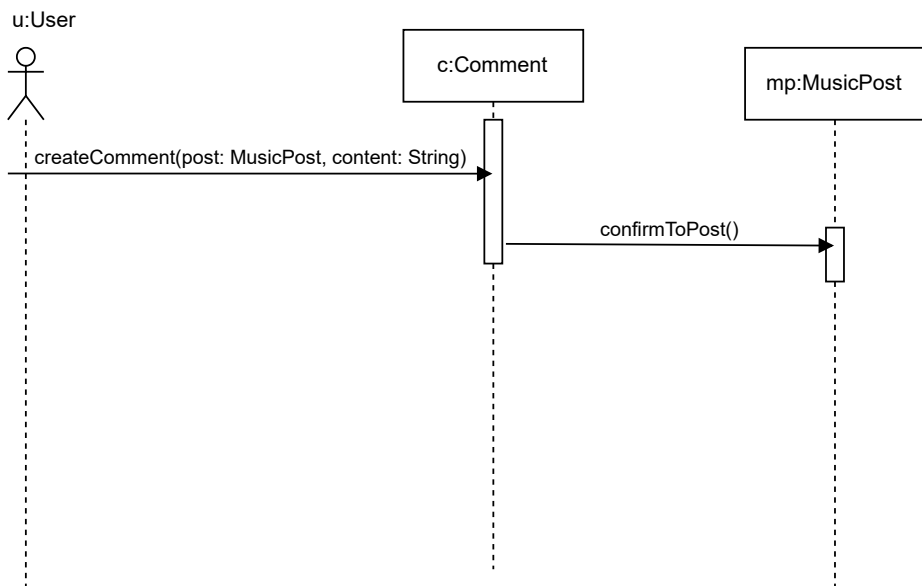 u:User
c:Comment
mp:MusicPost
createComment(post: MusicPost, content: String)
confirmToPost()